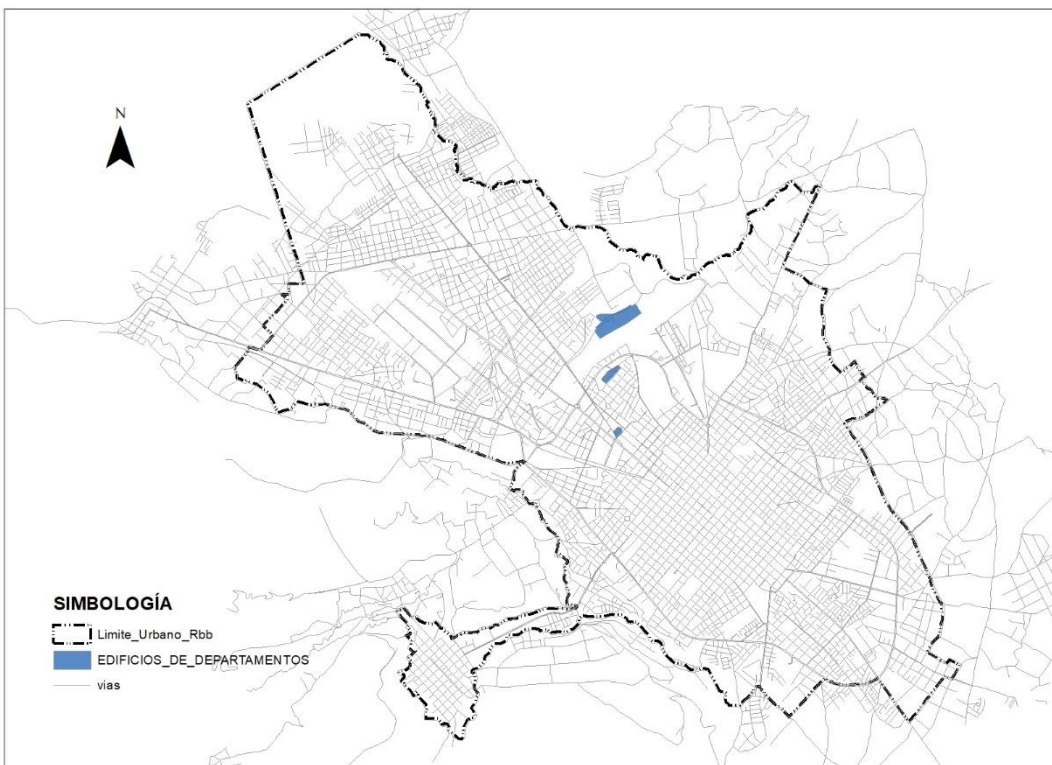 N
SIMBOLOGÍA
Limite_Urbano_Rbb
EDIFICIOS_DE_DEPARTAMENTOS
vias